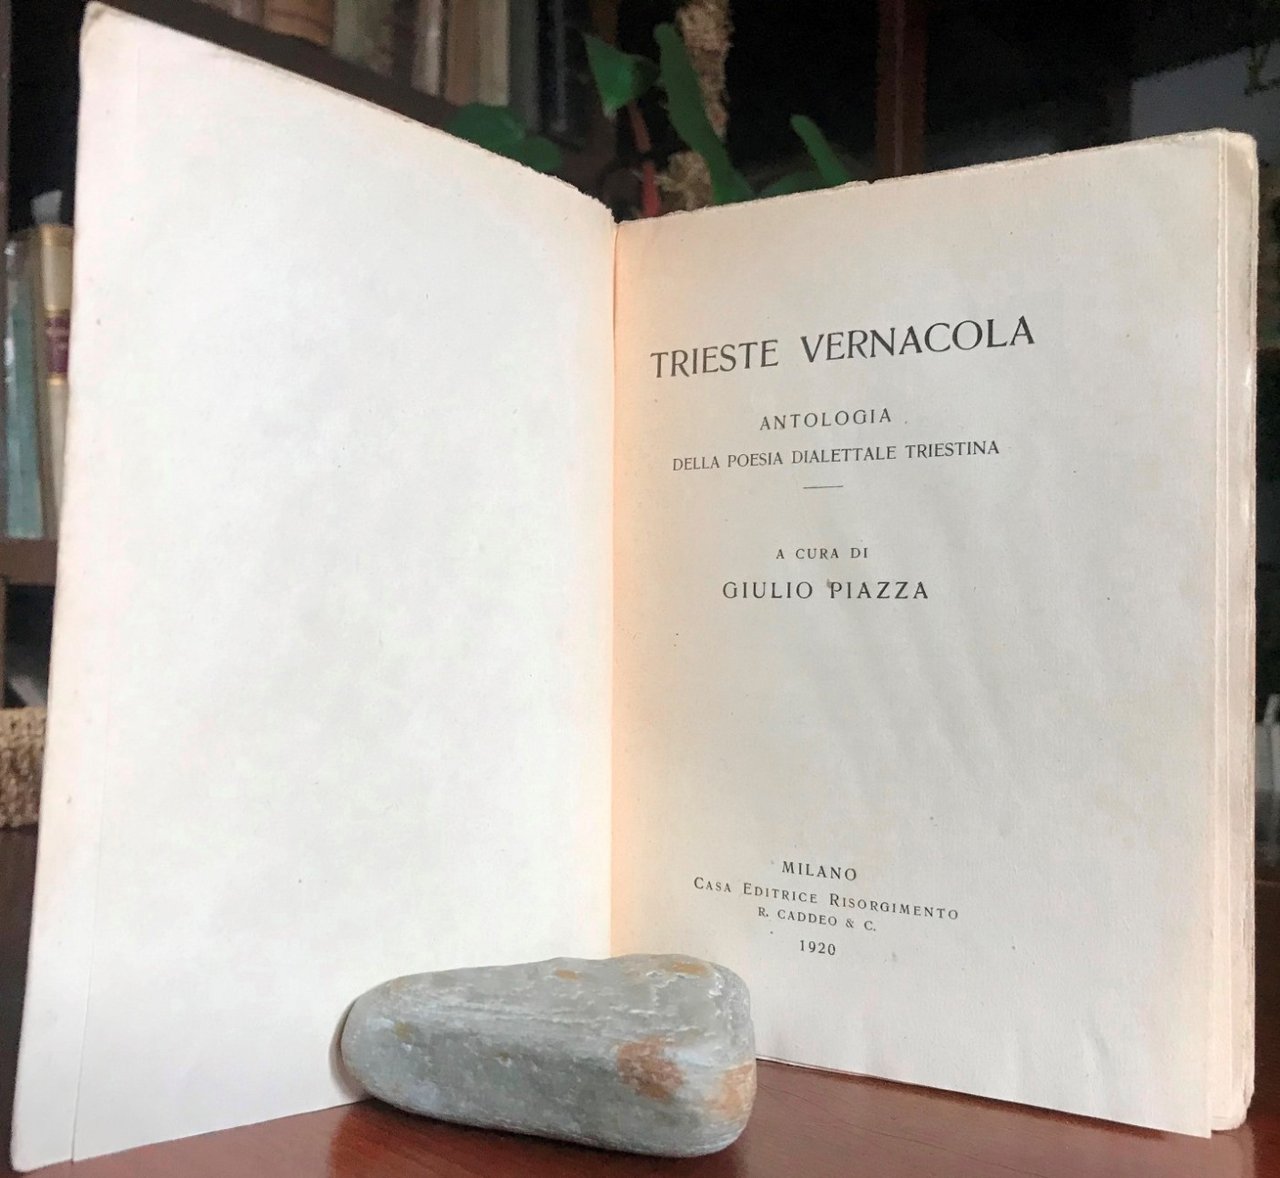 TRIESTE VERNACOLA
ANTOLOGIA
DELLA POESIA DIALETTALE TRIESTINA
A CURA DI
GIULIO PIAZZA
MILANO
CASA EDITRICE RISORGIMENTO
R. CADDEO & C.
1920